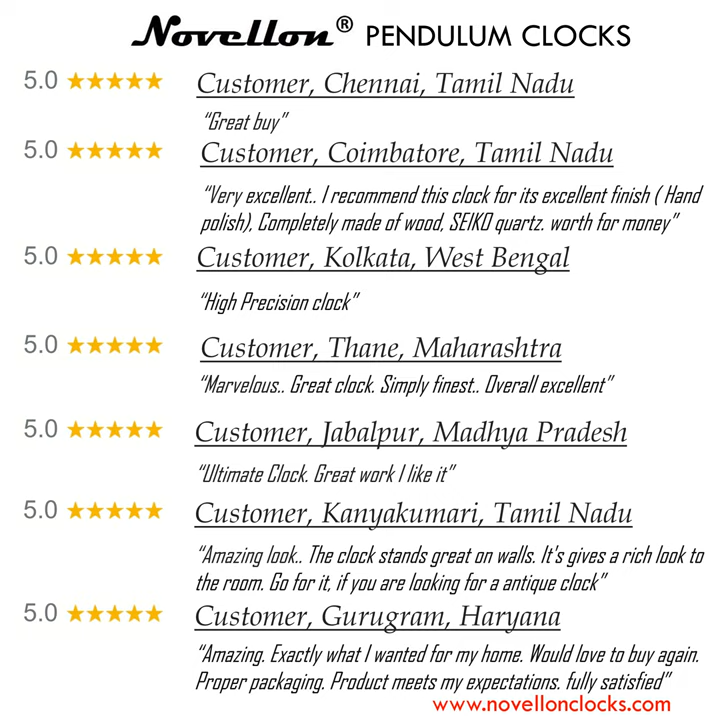 Novellon® PENDULUM CLOCKS
5.0 ★★★★★ Customer, Chennai, Tamil Nadu
“Great buy”
5.0 ★★★★★ Customer, Coimbatore, Tamil Nadu
“Very excellent.. I recommend this clock for its excellent finish ( Hand
polish), Completely made of wood, SEIKO quartz. worth for money”
5.0 ★★★★★ Customer, Kolkata, West Bengal
“High Precision clock”
5.0 ★★★★★ Customer, Thane, Maharashtra
“Marvelous.. Great clock. Simply finest.. Overall excellent”
5.0 ★★★★★ Customer, Jabalpur, Madhya Pradesh
“Ultimate Clock. Great work I like it”
5.0 ★★★★★ Customer, Kanyakumari, Tamil Nadu
“Amazing look.. The clock stands great on walls. It's gives a rich look to
the room. Go for it, if you are looking for a antique clock”
5.0 ★★★★★ Customer, Gurugram, Haryana
“Amazing. Exactly what I wanted for my home. Would love to buy again.
Proper packaging. Product meets my expectations. fully satisfied”
www.novellonclocks.com